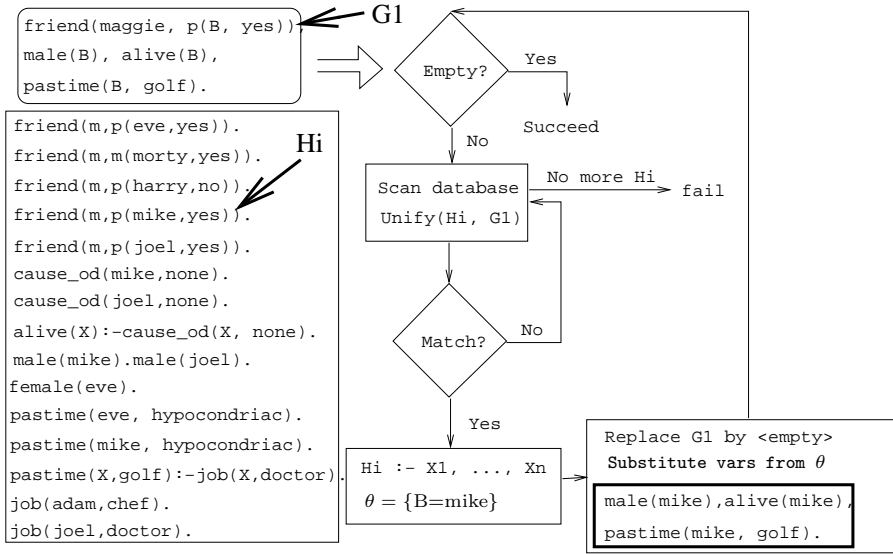 friend(maggie, p(B, yes)),
male(B), alive(B),
pastime(B, golf).
G1
friend(m,p(eve,yes)).
friend(m,m(morty,yes)).
friend(m,p(harry,no)).
friend(m,p(mike,yes)).
friend(m,p(joel,yes)).
cause_od(mike,none).
cause_od(joel,none).
alive(X):-cause_od(X, none).
male(mike).male(joel).
female(eve).
pastime(eve, hypocondriac).
pastime(mike, hypocondriac).
pastime(X,golf):-job(X,doctor).
job(adam,chef).
job(joel,doctor).
Hi
Empty?
Yes
Succeed
No
Scan database
Unify(Hi, G1)
No more Hi
fail
Match?
No
Yes
Hi :- X1, ..., Xn
θ = {B=mike}
Replace G1 by <empty>
Substitute vars from θ
male(mike),alive(mike),
pastime(mike, golf).